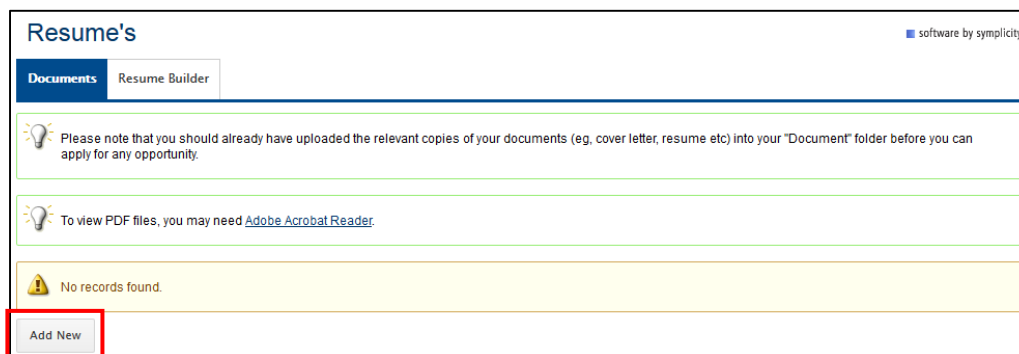 Resume's
software by symplicity
Documents
Resume Builder
Please note that you should already have uploaded the relevant copies of your documents (eg, cover letter, resume etc) into your "Document" folder before you can
apply for any opportunity.
To view PDF files, you may need Adobe Acrobat Reader.
No records found.
Add New